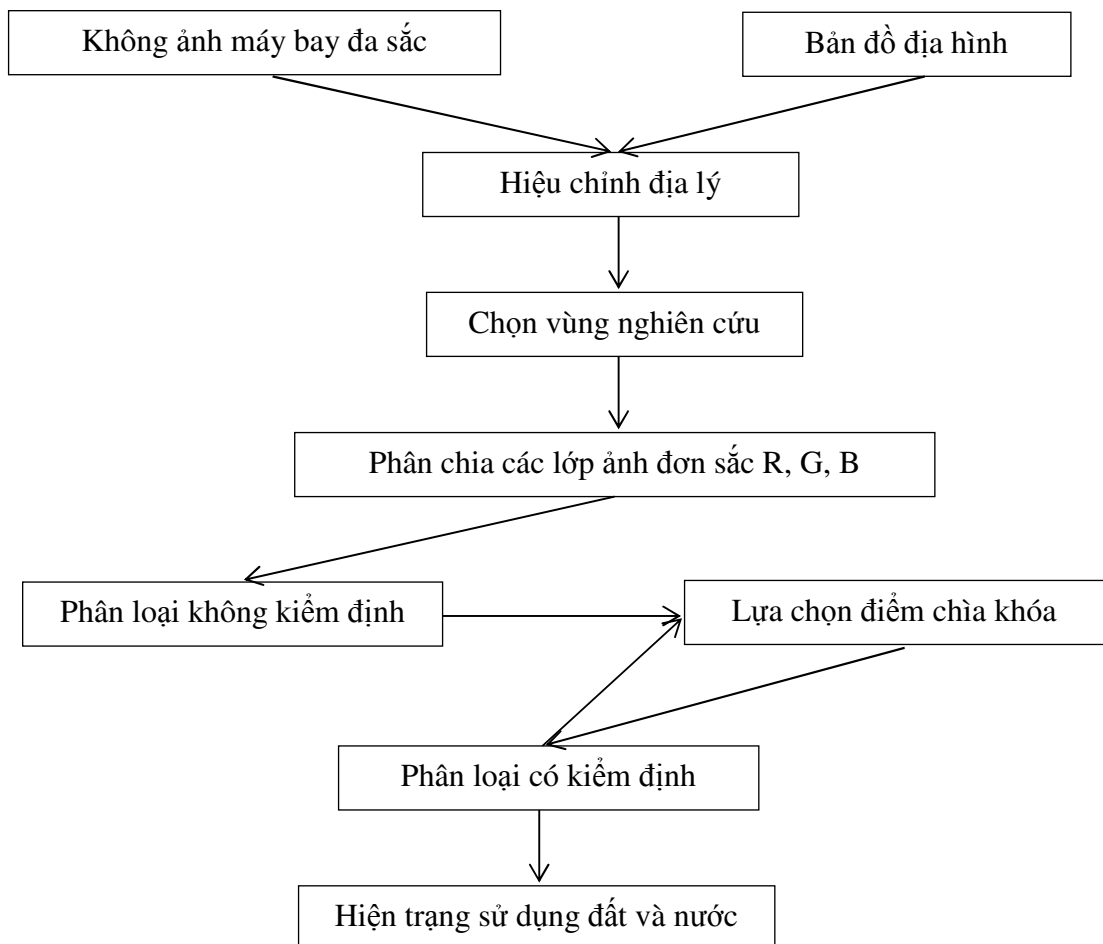 Không ảnh máy bay đa sắc
Bản đồ địa hình
Hiệu chỉnh địa lý
Chọn vùng nghiên cứu
Phân chia các lớp ảnh đơn sắc R, G, B
Phân loại không kiểm định
Lựa chọn điểm chìa khóa
Phân loại có kiểm định
Hiện trạng sử dụng đất và nước